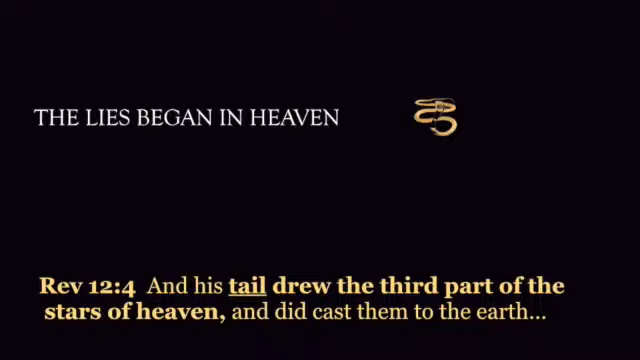 THE LIES BEGAN IN HEAVEN
Rev 12:4 And his tail drew the third part of the
stars of heaven, and did cast them to the earth...